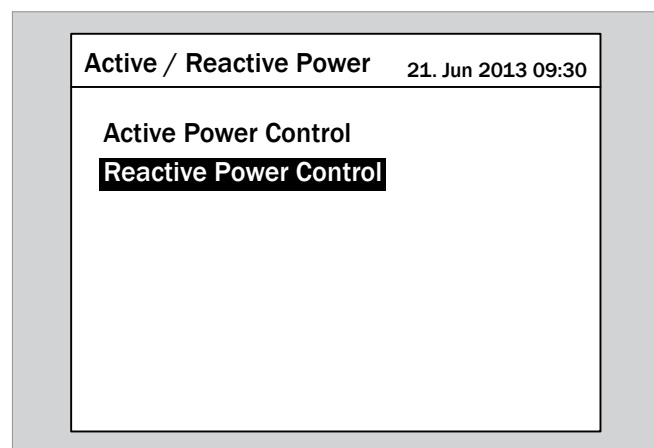 Active / Reactive Power 21. Jun 2013 09:30
Active Power Control
Reactive Power Control